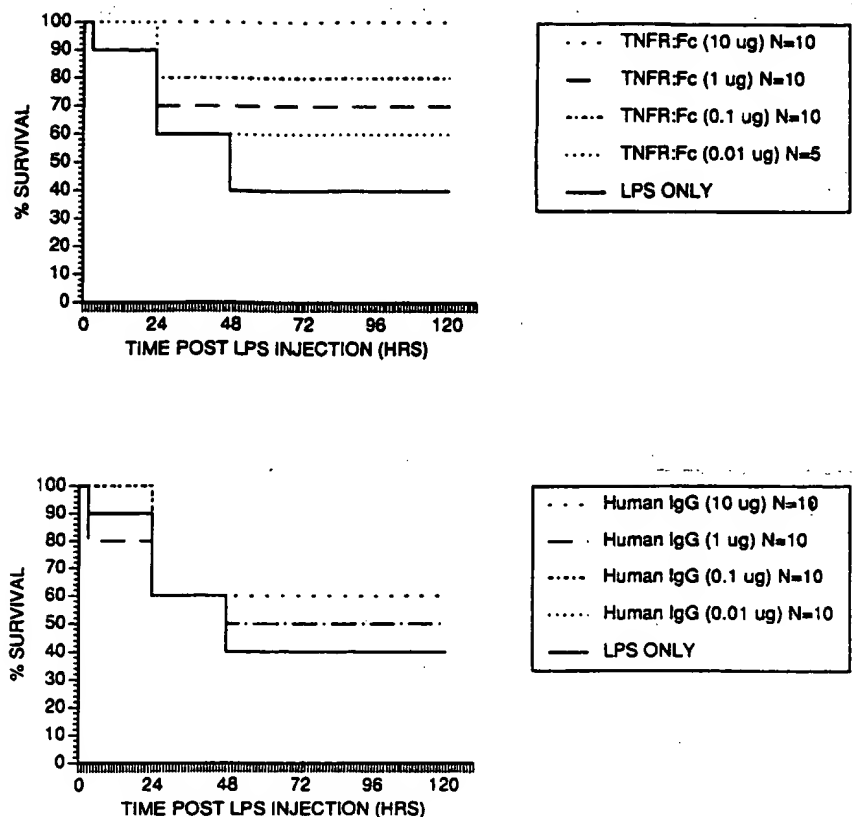 % SURVIVAL
100
90
80
70
60
50
40
30
20
10
0
0 24 48 72 96 120
TIME POST LPS INJECTION (HRS)
TNFR:Fc (10 ug) N=10
TNFR:Fc (1 ug) N=10
TNFR:Fc (0.1 ug) N=10
TNFR:Fc (0.01 ug) N=5
LPS ONLY
% SURVIVAL
100
90
80
70
60
50
40
30
20
10
0
0 24 48 72 96 120
TIME POST LPS INJECTION (HRS)
Human IgG (10 ug) N=10
Human IgG (1 ug) N=10
Human IgG (0.1 ug) N=10
Human IgG (0.01 ug) N=10
LPS ONLY